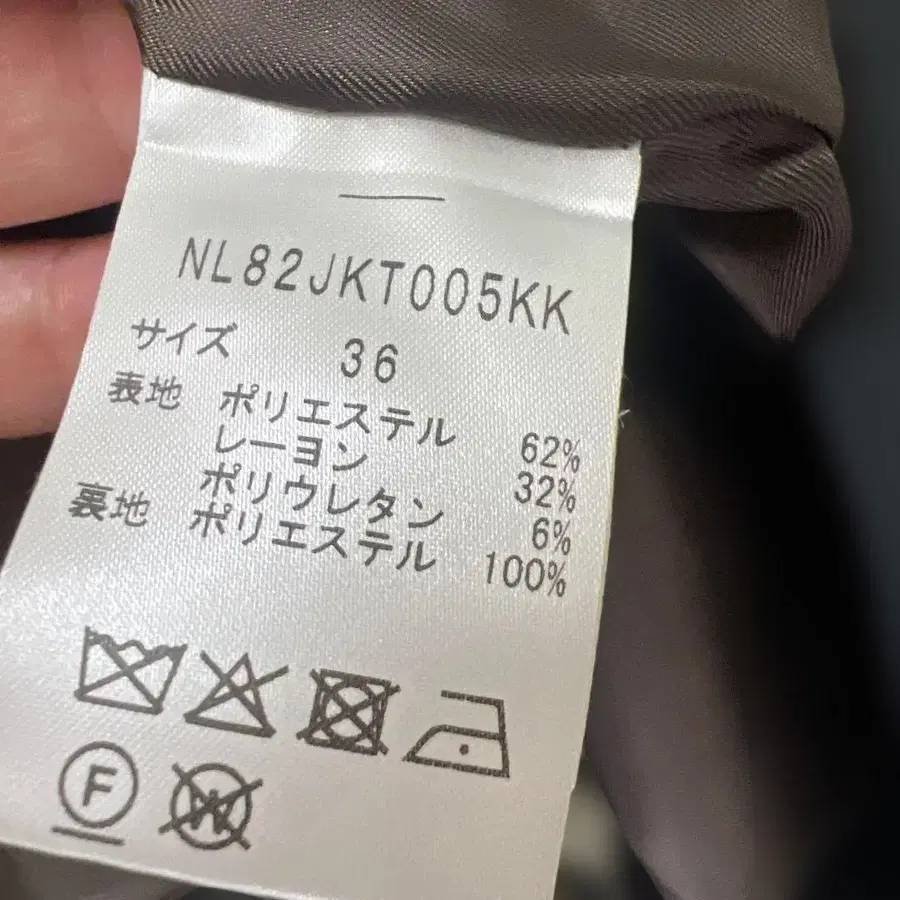 NL82JKT005KK
サイズ 36
表地 ポリエステル 62%
レーヨン 32%
ポリウレタン 6%
裏地 ポリエステル 100%
F W